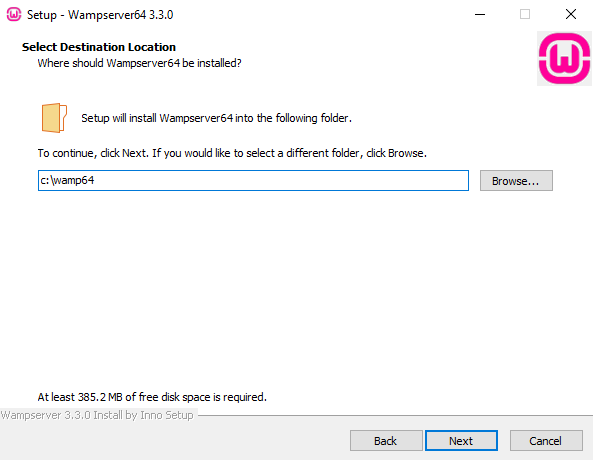 Setup - Wampserver64 3.3.0
Select Destination Location
Where should Wampserver64 be installed?
Setup will install Wampserver64 into the following folder.
To continue, click Next. If you would like to select a different folder, click Browse.
c:\wamp64
Browse...
At least 385.2 MB of free disk space is required.
Wampserver 3.3.0 Install by Inno Setup
Back
Next
Cancel